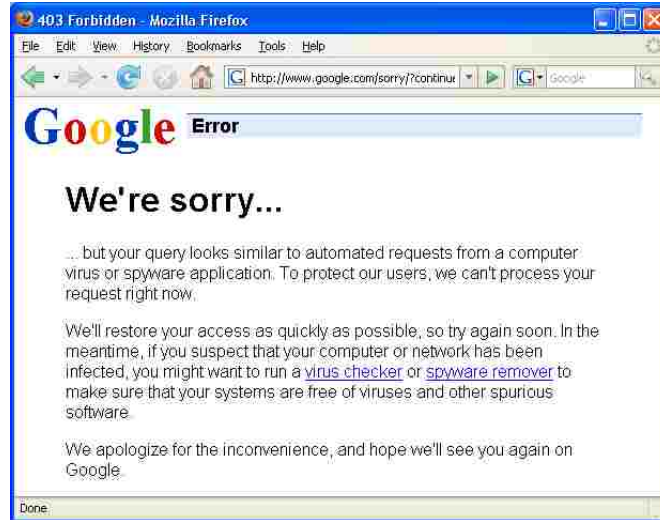 403 Forbidden - Mozilla Firefox
File Edit View History Bookmarks Tools Help
http://www.google.com/sorry/?continue Google
Google Error
We're sorry...
... but your query looks similar to automated requests from a computer
virus or spyware application. To protect our users, we can't process your
request right now.
We'll restore your access as quickly as possible, so try again soon. In the
meantime, if you suspect that your computer or network has been
infected, you might want to run a virus checker or spyware remover to
make sure that your systems are free of viruses and other spurious
software.
We apologize for the inconvenience, and hope we'll see you again on
Google.
Done